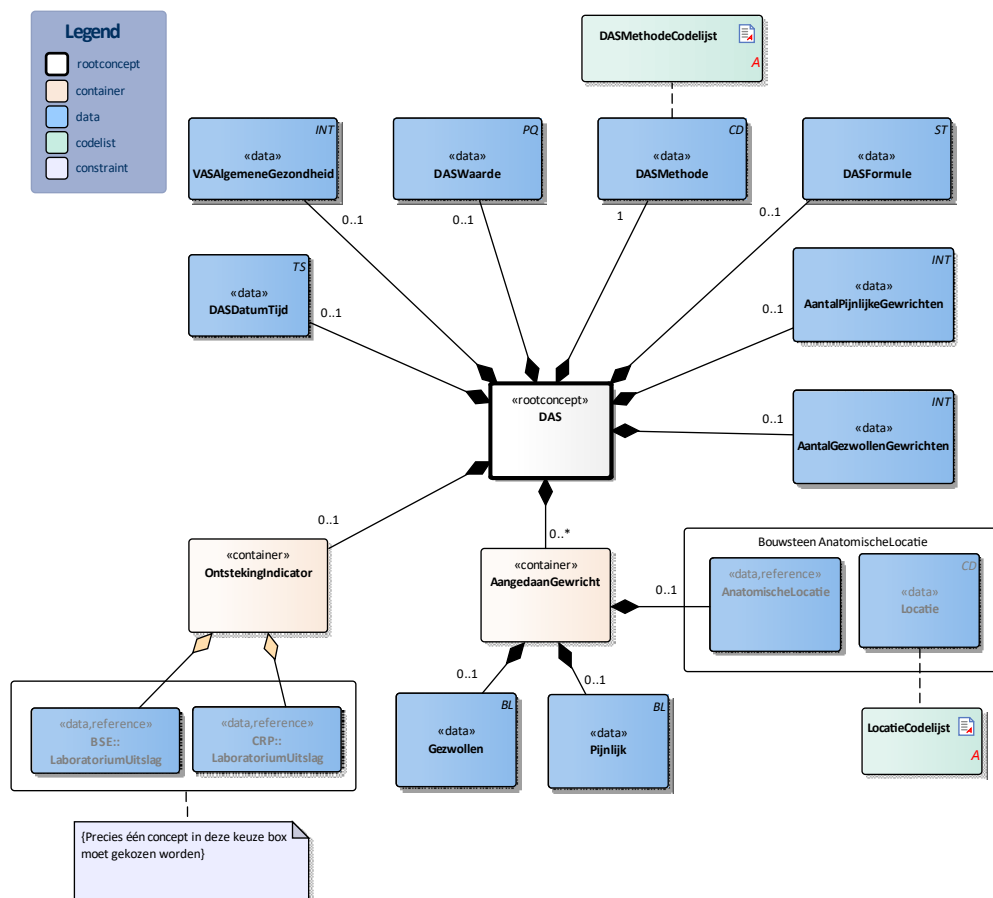 Legend
rootconcept
container
data
codelist
constraint
DASMethodeCodelijst
A
INT
«data»
VASAlgemeneGezondheid
PQ
«data»
DASWaarde
CD
«data»
DASMethode
ST
«data»
DASFormule
0..1
0..1
1
0..1
TS
«data»
DASDatumTijd
0..1
INT
«data»
AantalPijnlijkeGewrichten
0..1
«rootconcept»
DAS
INT
«data»
AantalGezwollenGewrichten
0..1
0..1
0..*
«container»
OntstekingIndicator
«container»
AangedaanGewricht
0..1
Bouwsteen AnatomischeLocatie
«data,reference»
AnatomischeLocatie
CD
«data»
Locatie
0..1
0..1
«data,reference»
BSE::
LaboratoriumUitslag
«data,reference»
CRP::
LaboratoriumUitslag
BL
«data»
Gezwollen
BL
«data»
Pijnlijk
LocatieCodelijst
A
{Precies één concept in deze keuze box
moet gekozen worden}